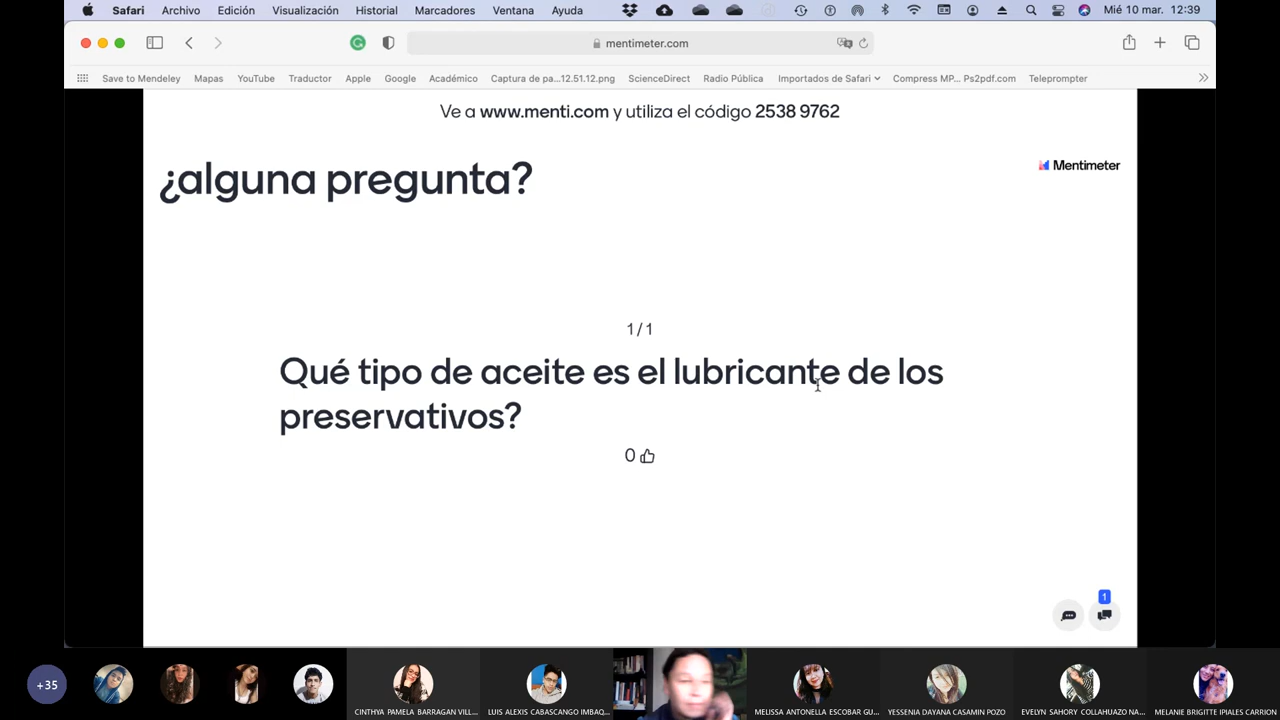 Safari Archivo Edición Visualización Historial Marcadores Ventana Ayuda Mié 10 mar. 12:39
mentimeter.com
Save to Mendeley Mapas YouTube Traductor Apple Google Académico Captura de pa...12.51.12.png ScienceDirect Radio Pública Importados de Safari Compress MP... Ps2pdf.com Teleprompter
Ve a www.menti.com y utiliza el código 2538 9762
¿alguna pregunta?
Mentimeter
1 / 1
Qué tipo de aceite es el lubricante de los
preservativos?
0
1
+35
CINTHYA PAMELA BARRAGAN VILL... LUIS ALEXIS CABASCANGO IMBAQ... MELISSA ANTONELLA ESCOBAR GU... YESSENIA DAYANA CASAMIN POZO EVELYN SAHORY COLLAHUAZO NA... MELANIE BRIGITTE IPIALES CARRION